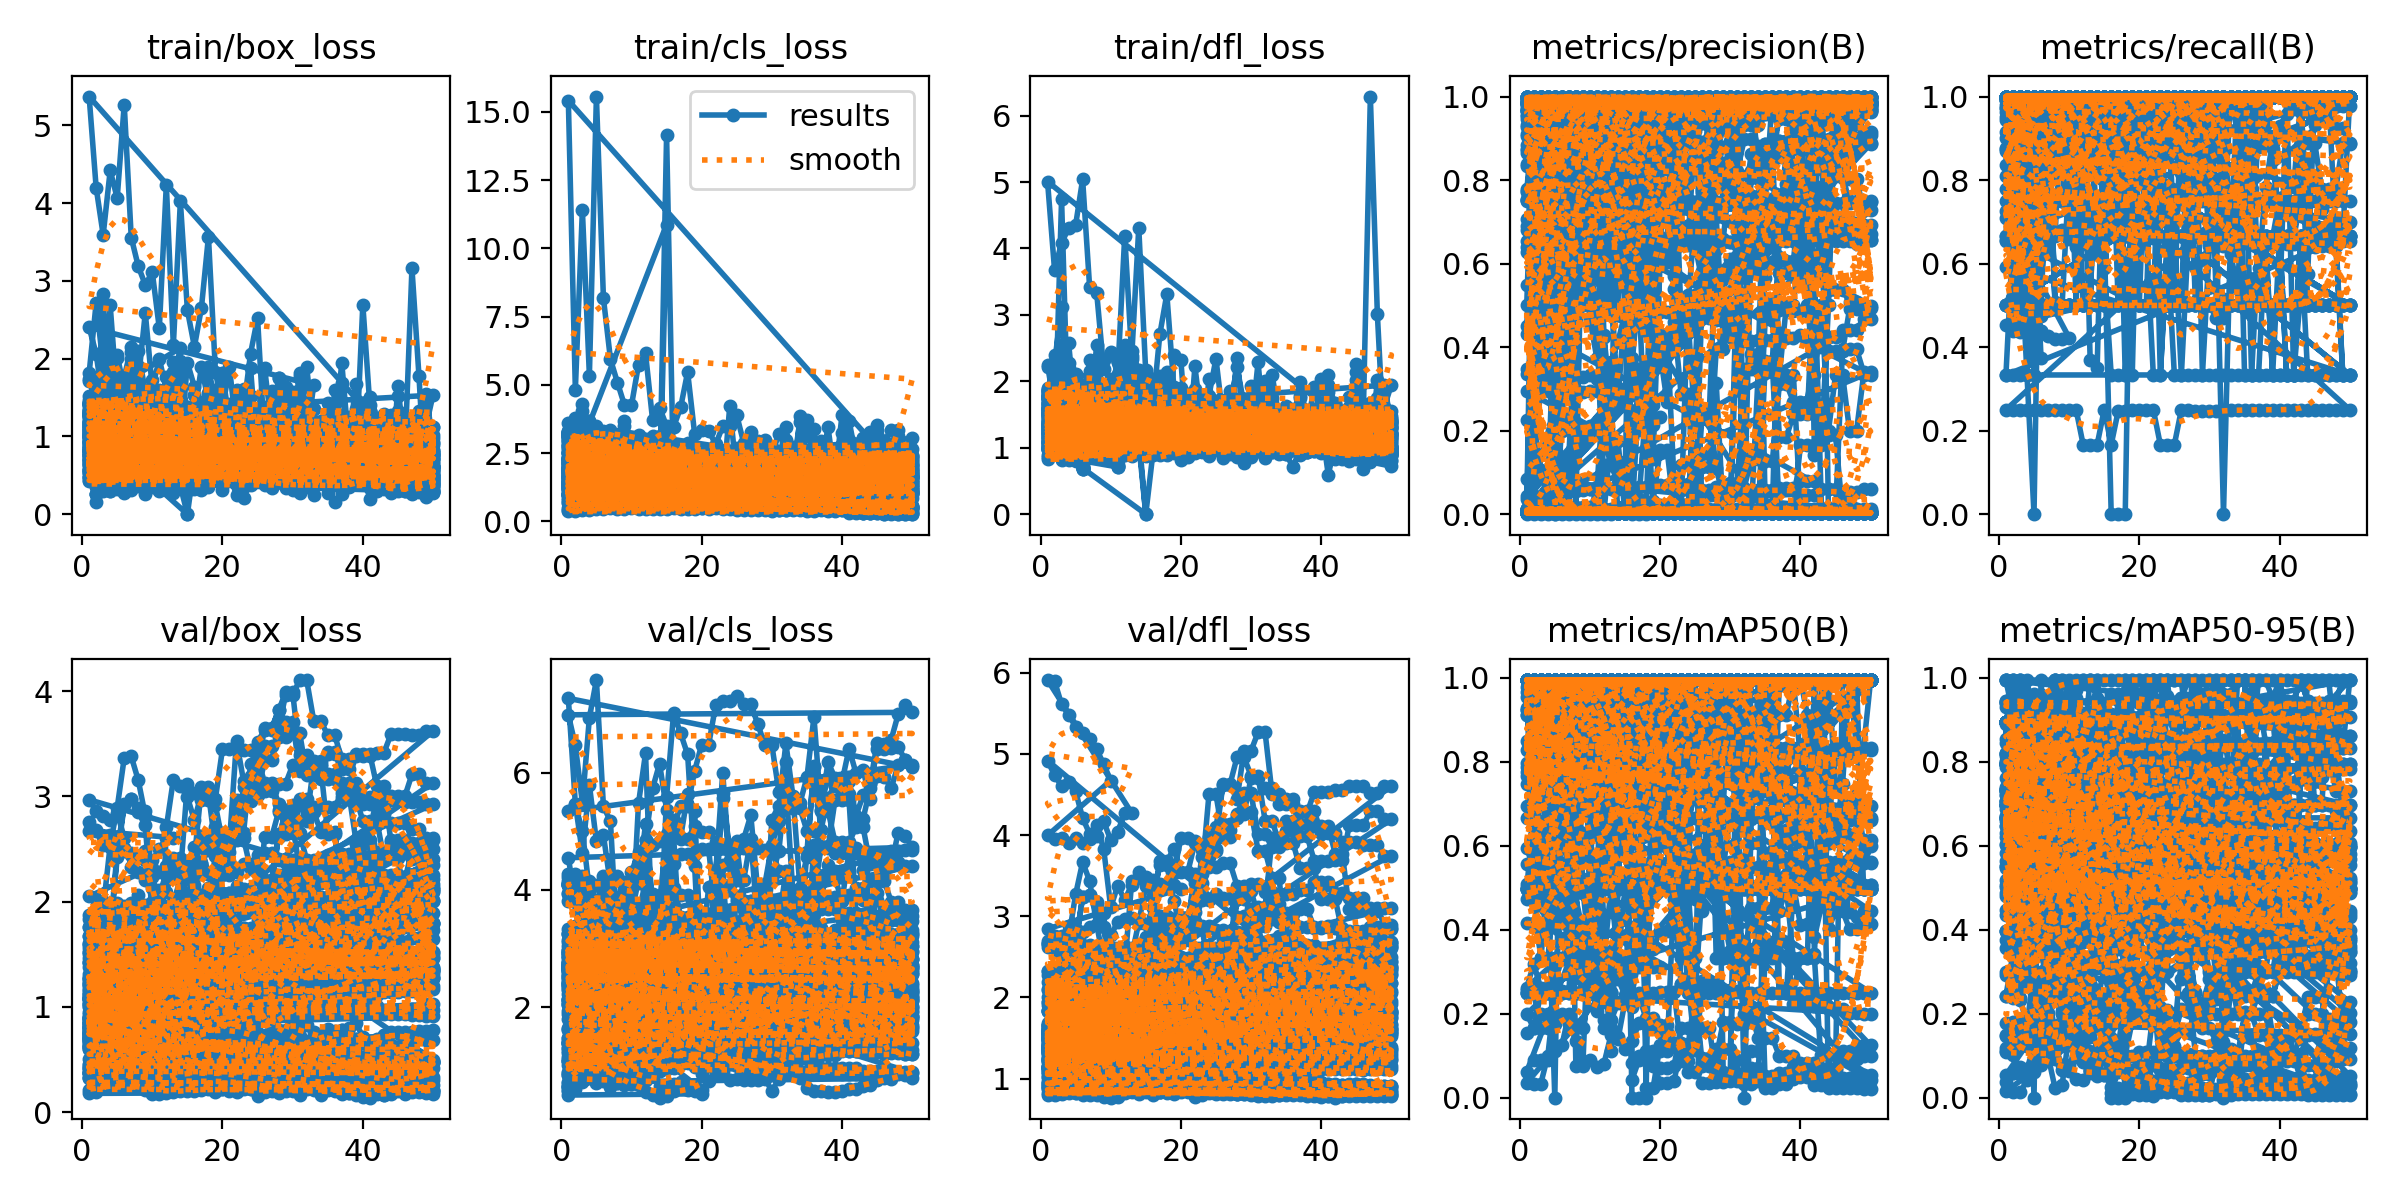 train/box_loss
train/cls_loss
train/dfl_loss
metrics/precision(B)
metrics/recall(B)
results
smooth
5
4
3
2
1
0
0 20 40
15.0
12.5
10.0
7.5
5.0
2.5
0.0
0 20 40
6
5
4
3
2
1
0
0 20 40
1.0
0.8
0.6
0.4
0.2
0.0
0 20 40
1.0
0.8
0.6
0.4
0.2
0.0
0 20 40
val/box_loss
val/cls_loss
val/dfl_loss
metrics/mAP50(B)
metrics/mAP50-95(B)
4
3
2
1
0
0 20 40
6
4
2
0 20 40
6
5
4
3
2
1
0 20 40
1.0
0.8
0.6
0.4
0.2
0.0
0 20 40
1.0
0.8
0.6
0.4
0.2
0.0
0 20 40